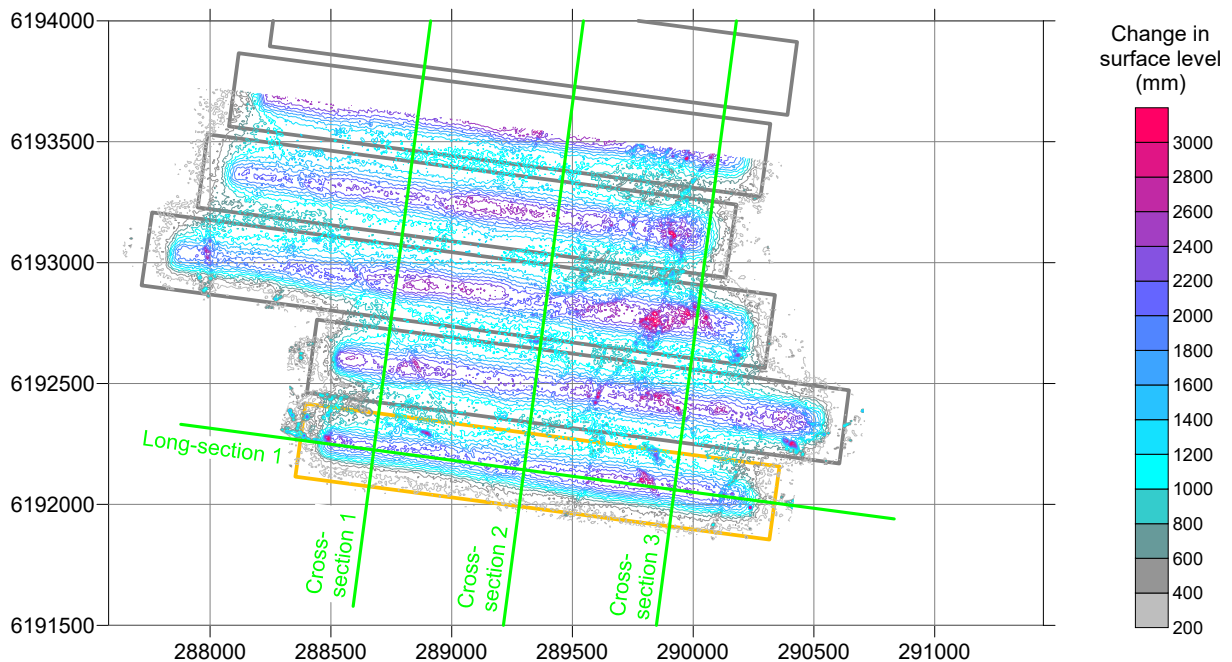 6194000
6193500
6193000
6192500
6192000
6191500
288000
288500
289000
289500
290000
290500
291000
Long-section 1
Cross-
section 1
Cross-
section 2
Cross-
section 3
Change in
surface level
(mm)
3000
2800
2600
2400
2200
2000
1800
1600
1400
1200
1000
800
600
400
200